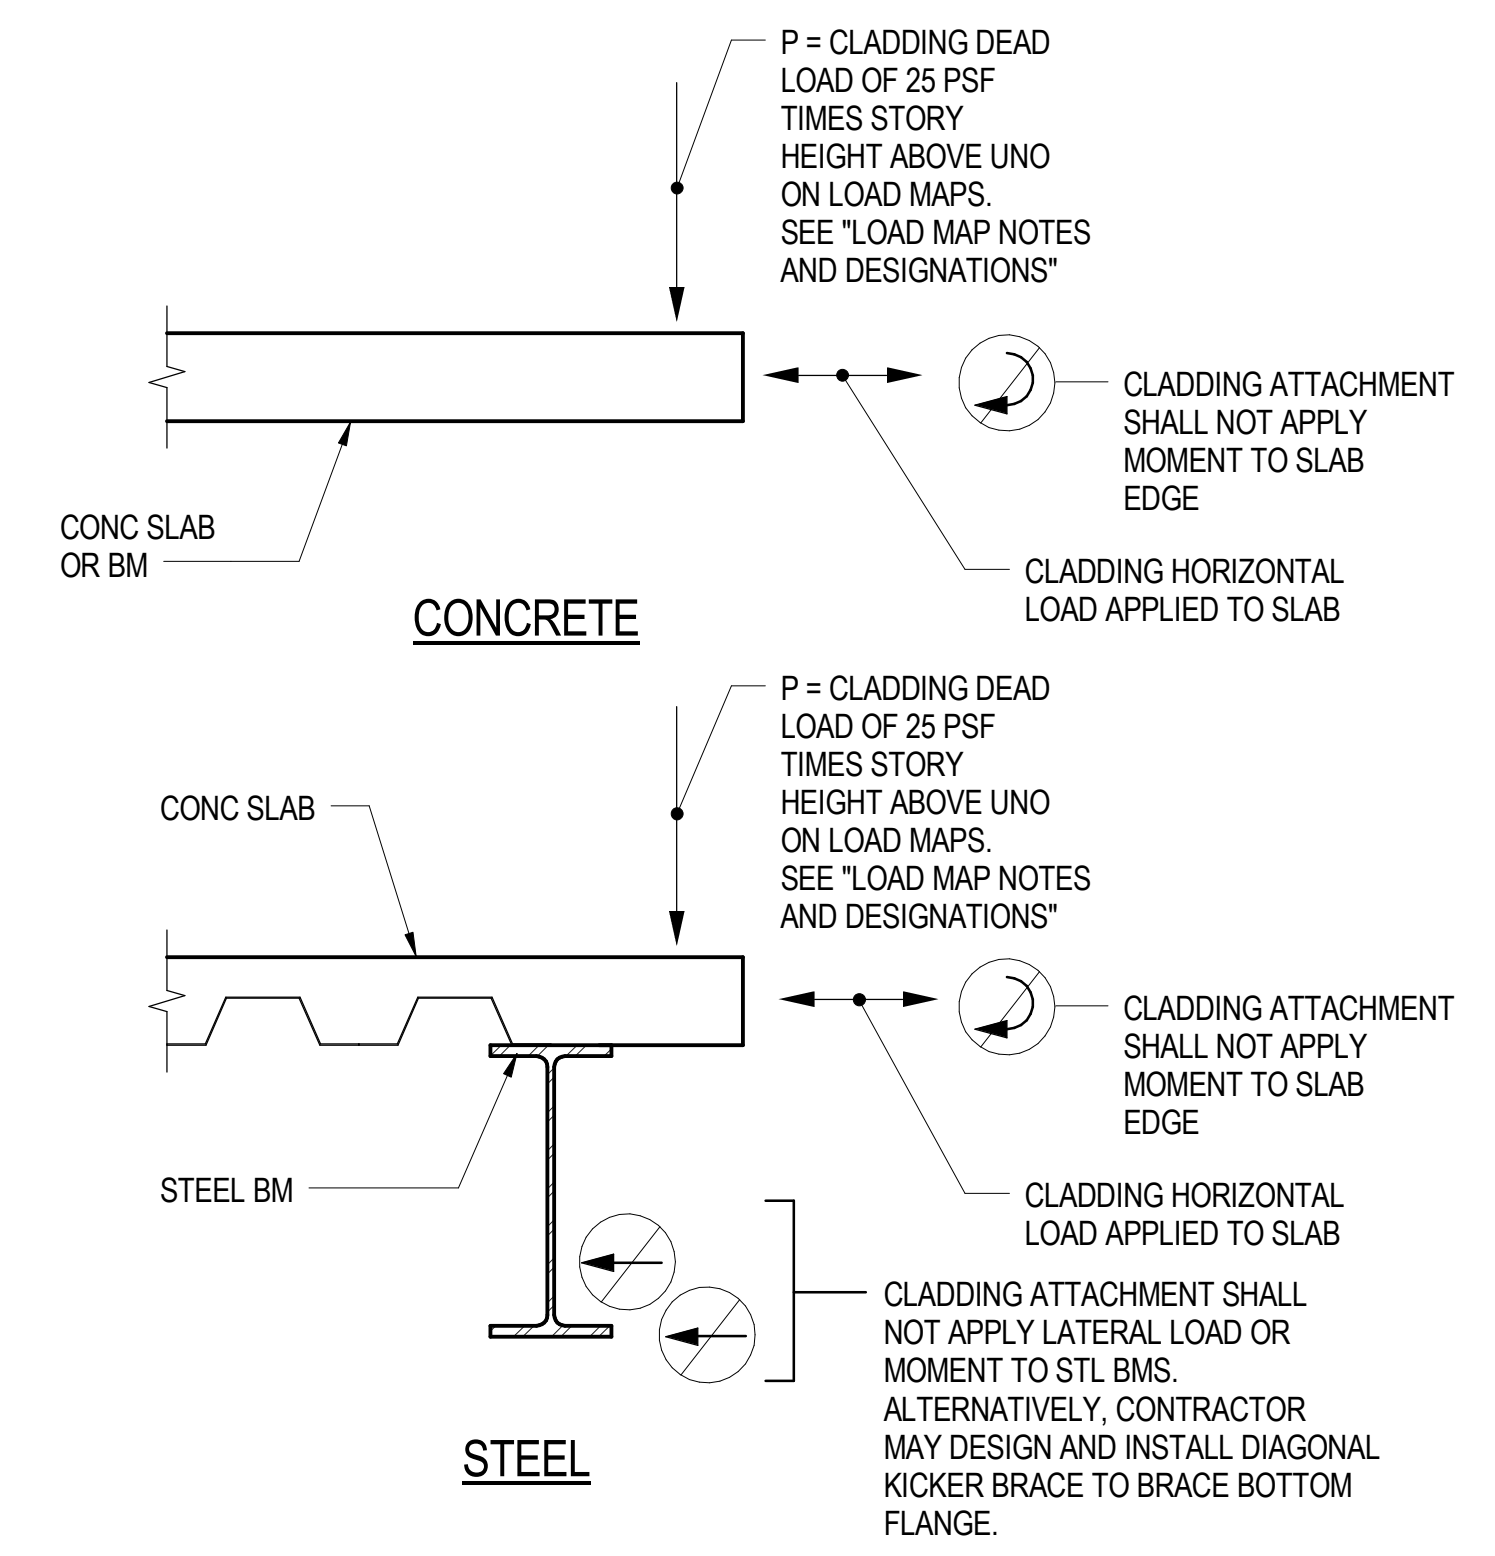 P = CLADDING DEAD
LOAD OF 25 PSF
TIMES STORY
HEIGHT ABOVE UNO
ON LOAD MAPS.
SEE "LOAD MAP NOTES
AND DESIGNATIONS"
CLADDING ATTACHMENT
SHALL NOT APPLY
MOMENT TO SLAB
EDGE
CONC SLAB
OR BM
CLADDING HORIZONTAL
LOAD APPLIED TO SLAB
CONCRETE
P = CLADDING DEAD
LOAD OF 25 PSF
TIMES STORY
HEIGHT ABOVE UNO
ON LOAD MAPS.
SEE "LOAD MAP NOTES
AND DESIGNATIONS"
CONC SLAB
CLADDING ATTACHMENT
SHALL NOT APPLY
MOMENT TO SLAB
EDGE
STEEL BM
CLADDING HORIZONTAL
LOAD APPLIED TO SLAB
CLADDING ATTACHMENT SHALL
NOT APPLY LATERAL LOAD OR
MOMENT TO STL BMS.
ALTERNATIVELY, CONTRACTOR
MAY DESIGN AND INSTALL DIAGONAL
KICKER BRACE TO BRACE BOTTOM
FLANGE.
STEEL